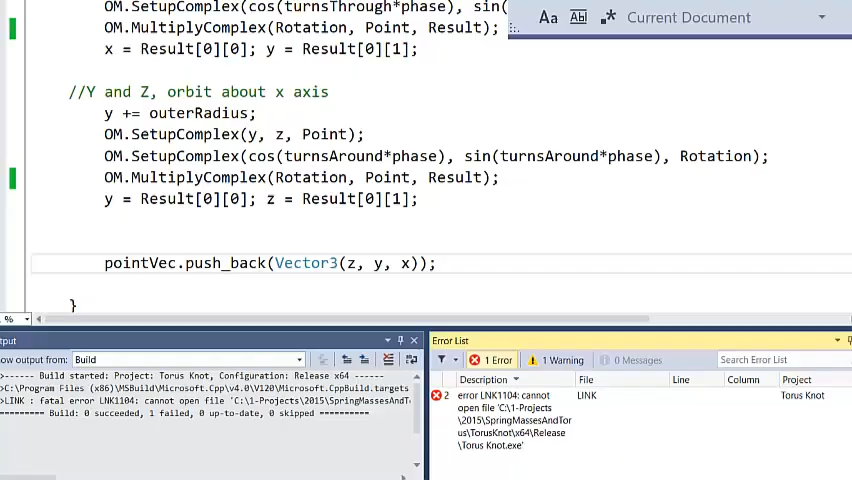 OM.SetupComplex(cos(turnsThrough*phase), sin(
OM.MultiplyComplex(Rotation, Point, Result);
x = Result[0][0]; y = Result[0][1];
Aa Abl .* Current Document
//Y and Z, orbit about x axis
y += outerRadius;
OM.SetupComplex(y, z, Point);
OM.SetupComplex(cos(turnsAround*phase), sin(turnsAround*phase), Rotation);
OM.MultiplyComplex(Rotation, Point, Result);
y = Result[0][0]; z = Result[0][1];
pointVec.push_back(Vector3(z, y, x));
}
%
utput
ow output from: Build
>------ Build started: Project: Torus Knot, Configuration: Release x64 ------
>C:\Program Files (x86)\MSBuild\Microsoft.Cpp\v4.0\V120\Microsoft.CppBuild.targets
>LINK : fatal error LNK1104: cannot open file 'C:\1-Projects\2015\SpringMassesAndT
========== Build: 0 succeeded, 1 failed, 0 up-to-date, 0 skipped ==========
Error List
1 Error 1 Warning 0 Messages Search Error List
Description File Line Column Project
2 error LNK1104: cannot LINK Torus Knot
open file 'C:\1-Projects
\2015\SpringMassesAndTor
us\TorusKnot\x64\Release
\Torus Knot.exe'